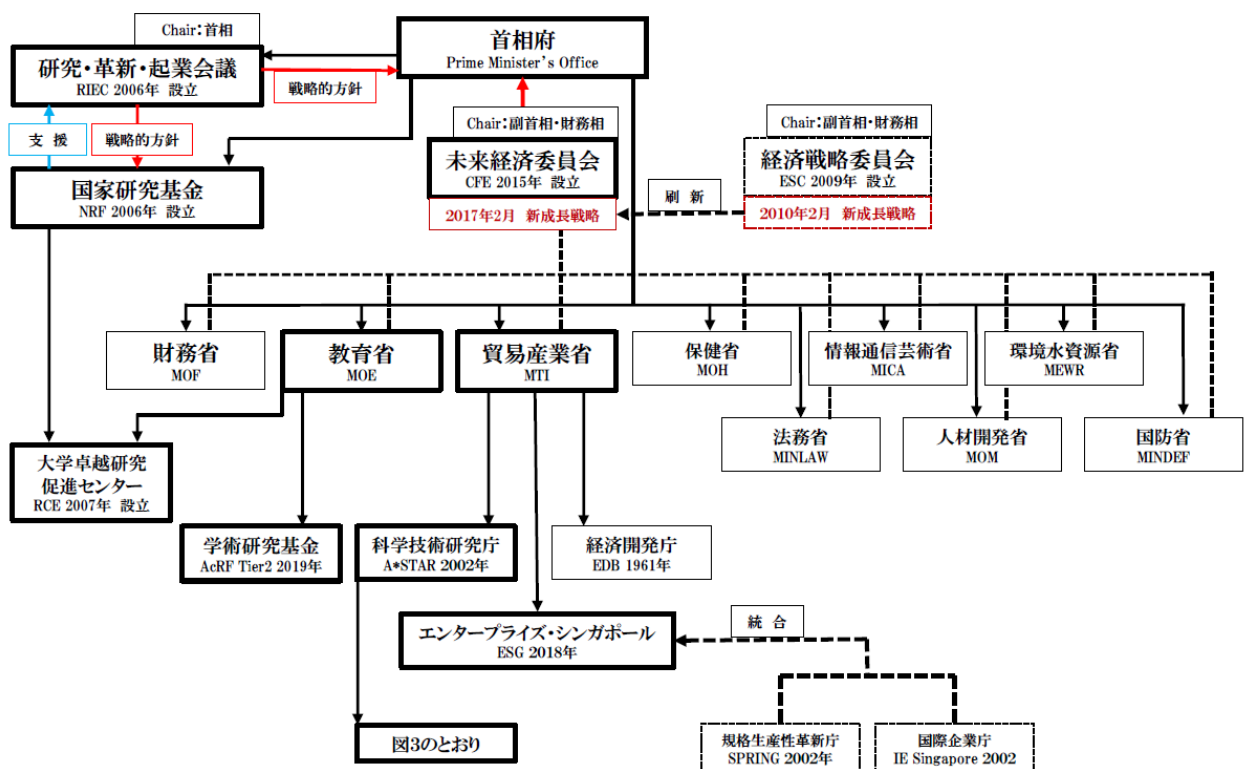 Chair：首相
首相府
Prime Minister's Office
研究・革新・起業会議
RIEC 2006年 設立
戦略的方針
Chair：副首相・財務相
Chair：副首相・財務相
支 援
戦略的方針
未来経済委員会
CFE 2015年 設立
経済戦略委員会
ESC 2009年 設立
国家研究基金
NRF 2006年 設立
刷 新
2017年2月 新成長戦略
2010年2月 新成長戦略
財務省
MOF
教育省
MOE
貿易産業省
MTI
保健省
MOH
情報通信芸術省
MICA
環境水資源省
MEWR
法務省
MINLAW
人材開発省
MOM
国防省
MINDEF
大学卓越研究
促進センター
RCE 2007年 設立
学術研究基金
AcRF Tier2 2019年
科学技術研究庁
A*STAR 2002年
経済開発庁
EDB 1961年
エンタープライズ・シンガポール
ESG 2018年
統 合
図3のとおり
規格生産性革新庁
SPRING 2002年
国際企業庁
IE Singapore 2002